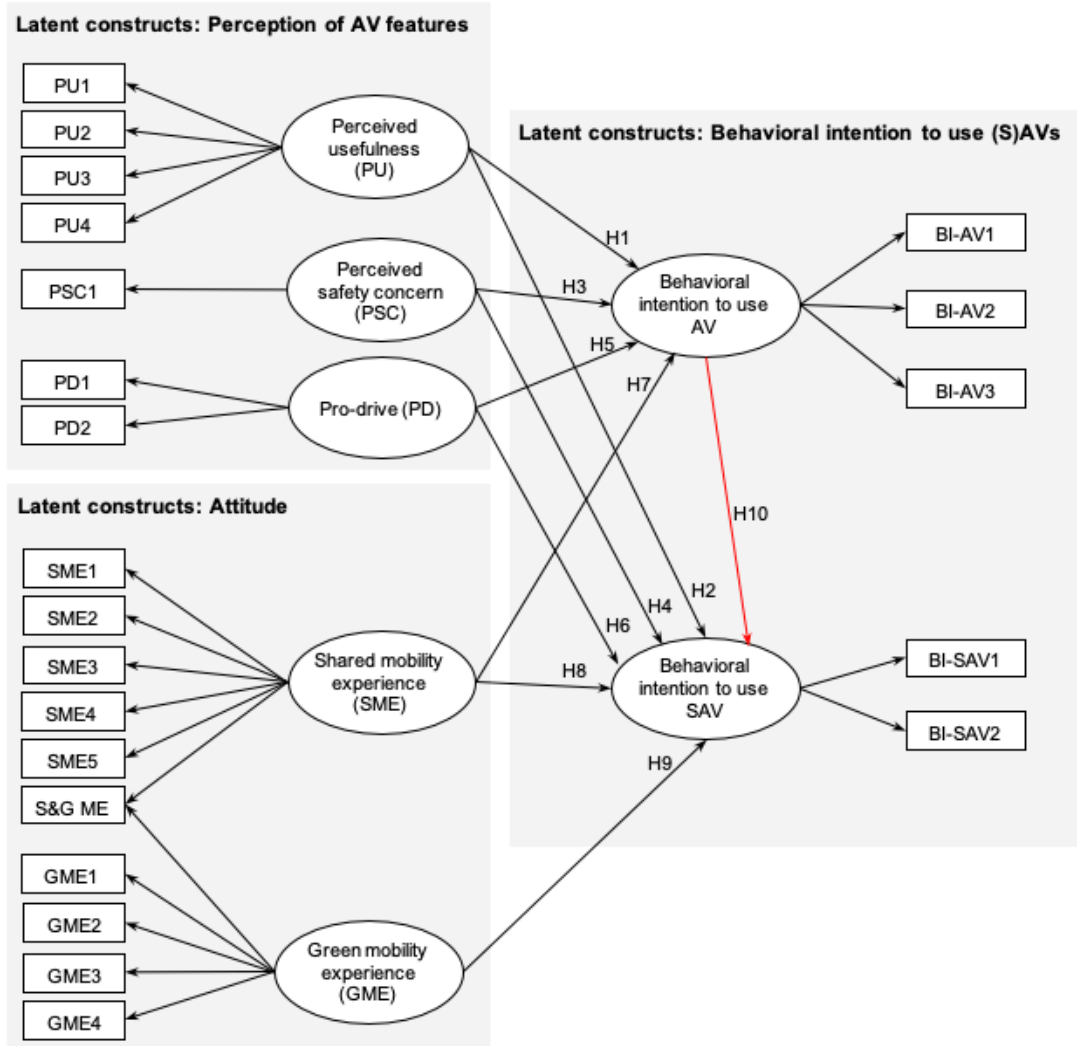 Latent constructs: Perception of AV features
PU1
PU2
PU3
PU4
Perceived
usefulness
(PU)
PSC1
Perceived
safety concern
(PSC)
PD1
PD2
Pro-drive (PD)
Latent constructs: Attitude
SME1
SME2
SME3
SME4
SME5
S&G ME
Shared mobility
experience
(SME)
GME1
GME2
GME3
GME4
Green mobility
experience
(GME)
Latent constructs: Behavioral intention to use (S)AVs
H1
H3
H5
H7
Behavioral
intention to use
AV
BI-AV1
BI-AV2
BI-AV3
H10
H2
H4
H6
H8
H9
Behavioral
intention to use
SAV
BI-SAV1
BI-SAV2